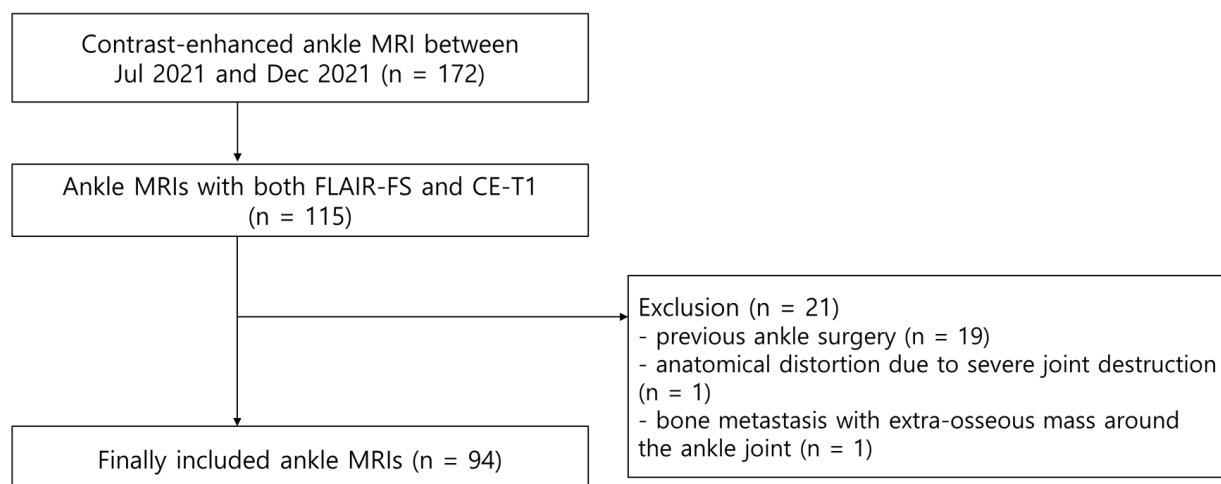 Contrast-enhanced ankle MRI between
Jul 2021 and Dec 2021 (n = 172)
Ankle MRIs with both FLAIR-FS and CE-T1
(n = 115)
Exclusion (n = 21)
- previous ankle surgery (n = 19)
- anatomical distortion due to severe joint destruction
(n = 1)
- bone metastasis with extra-osseous mass around
the ankle joint (n = 1)
Finally included ankle MRIs (n = 94)